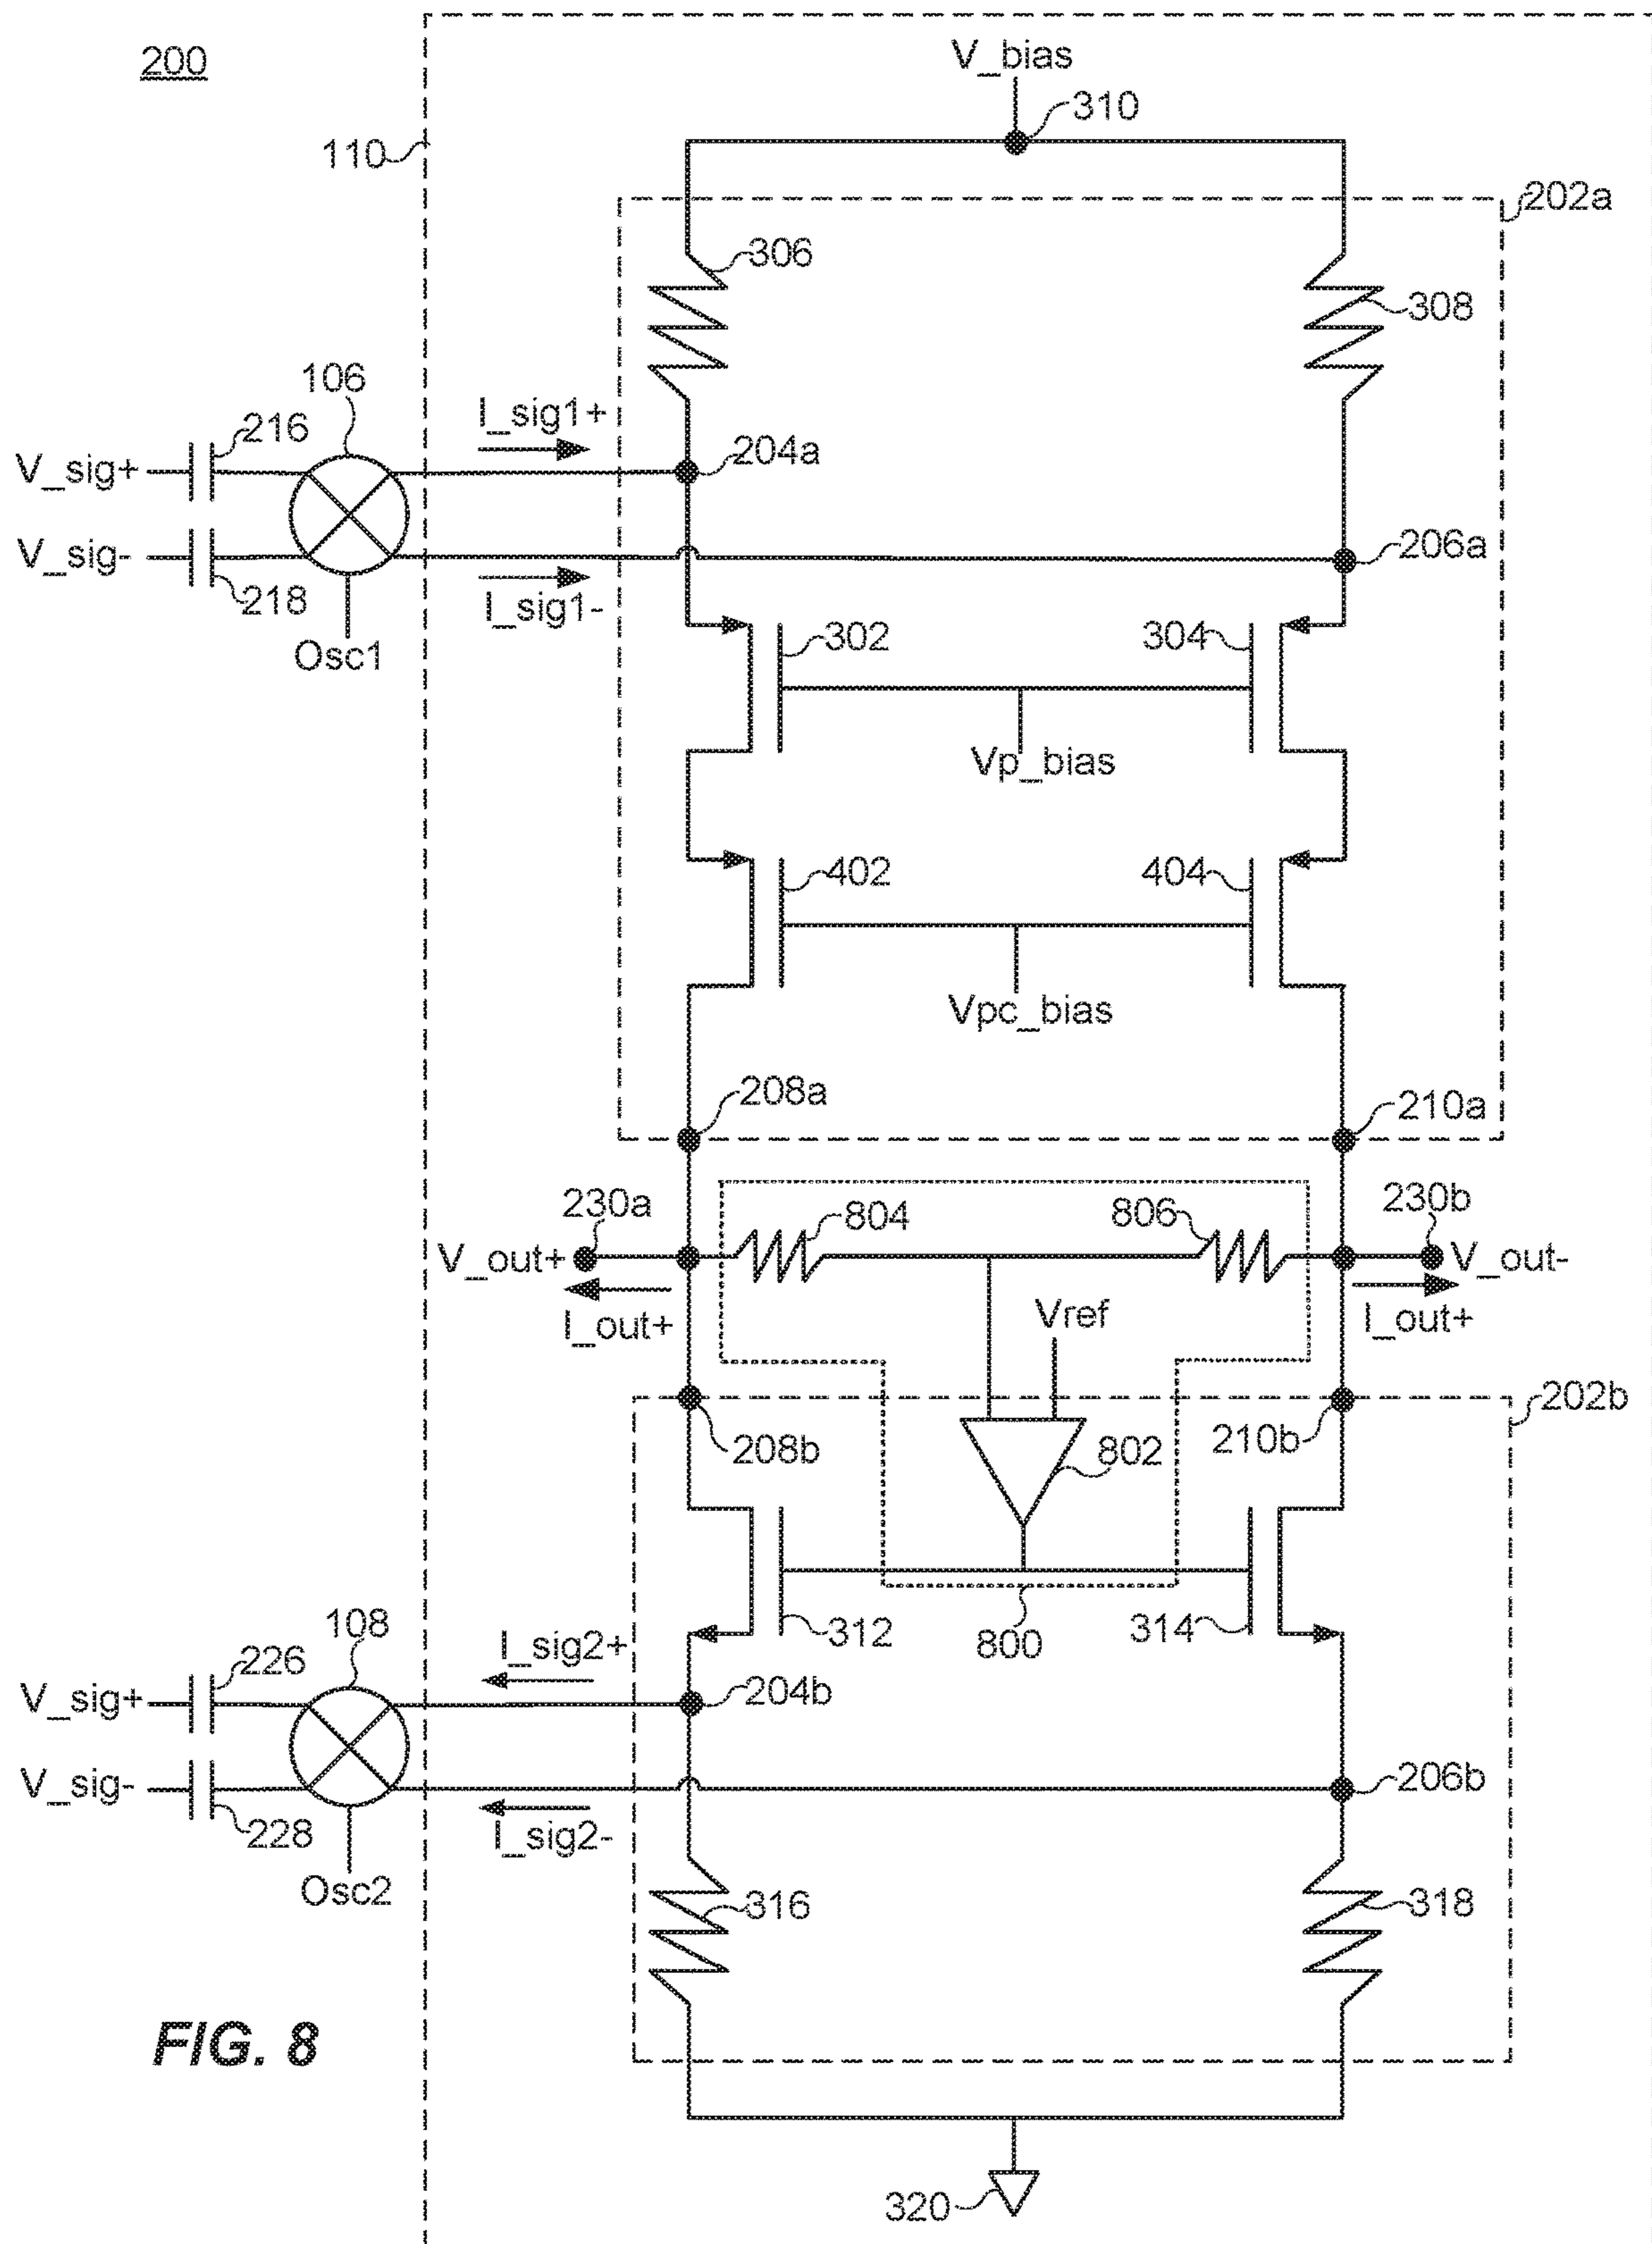 200
V_bias
310
110
202a
306
308
106
216
I_sig1+
204a
V_sig+
V_sig-
206a
218
I_sig1-
Osc1
302
304
Vp_bias
402
404
Vpc_bias
208a
210a
230a
804
806
230b
V_out+
V_out-
Vref
I_out+
I_out+
202b
208b
802
210b
108
312
800
314
226
I_sig2+
V_sig+
204b
V_sig-
206b
228
I_sig2-
Osc2
316
318
FIG. 8
320